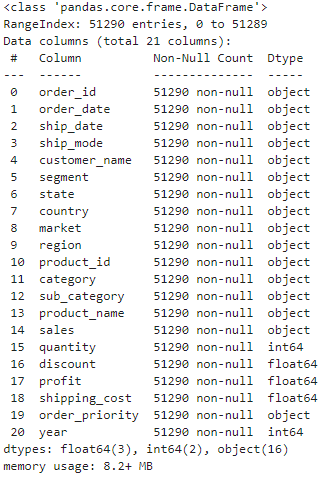 <class 'pandas.core.frame.DataFrame'>
RangeIndex: 51290 entries, 0 to 51289
Data columns (total 21 columns):
 #   Column          Non-Null Count  Dtype
---  ------          --------------  -----
 0   order_id        51290 non-null  object
 1   order_date      51290 non-null  object
 2   ship_date       51290 non-null  object
 3   ship_mode       51290 non-null  object
 4   customer_name   51290 non-null  object
 5   segment         51290 non-null  object
 6   state           51290 non-null  object
 7   country         51290 non-null  object
 8   market          51290 non-null  object
 9   region          51290 non-null  object
 10  product_id      51290 non-null  object
 11  category        51290 non-null  object
 12  sub_category    51290 non-null  object
 13  product_name    51290 non-null  object
 14  sales           51290 non-null  object
 15  quantity        51290 non-null  int64
 16  discount        51290 non-null  float64
 17  profit          51290 non-null  float64
 18  shipping_cost   51290 non-null  float64
 19  order_priority  51290 non-null  object
 20  year            51290 non-null  int64
dtypes: float64(3), int64(2), object(16)
memory usage: 8.2+ MB